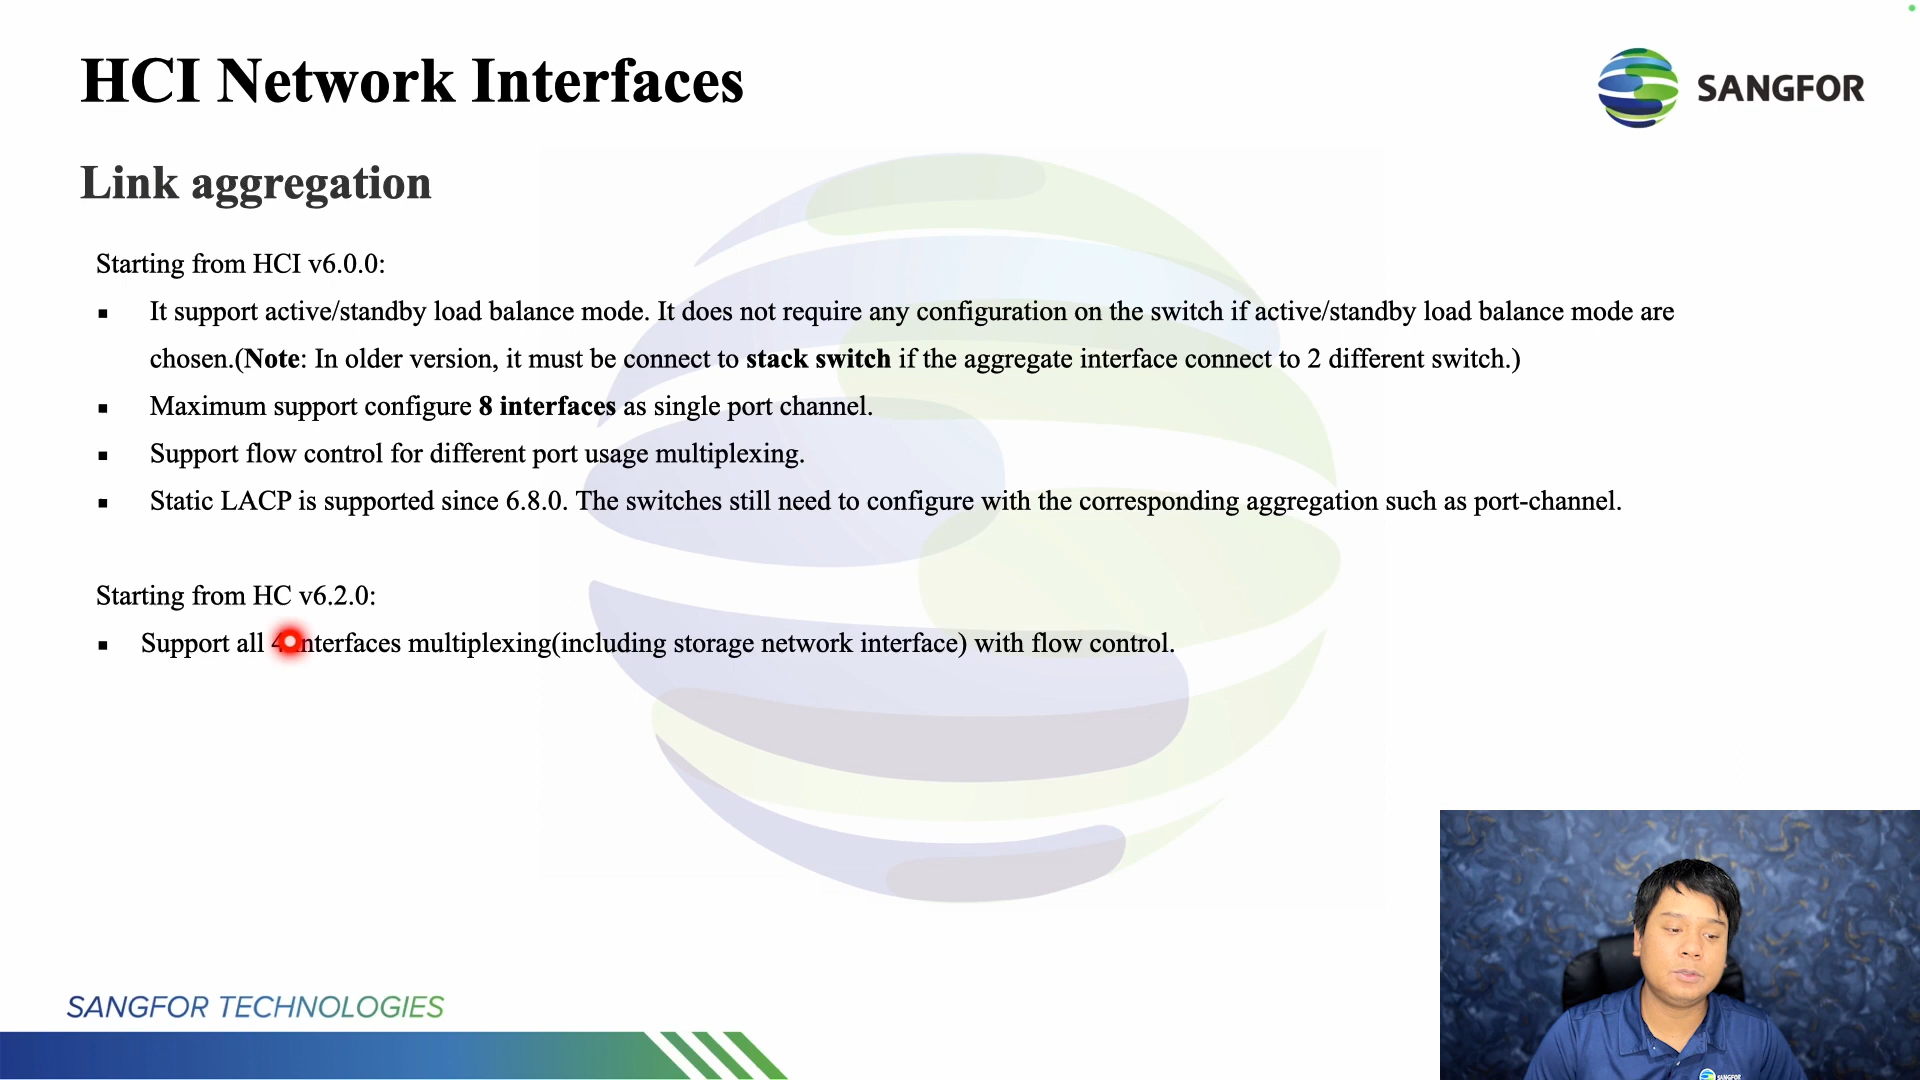 HCI Network Interfaces
SANGFOR
Link aggregation
Starting from HCI v6.0.0:
▪ It support active/standby load balance mode. It does not require any configuration on the switch if active/standby load balance mode are
chosen.(Note: In older version, it must be connect to stack switch if the aggregate interface connect to 2 different switch.)
▪ Maximum support configure 8 interfaces as single port channel.
▪ Support flow control for different port usage multiplexing.
▪ Static LACP is supported since 6.8.0. The switches still need to configure with the corresponding aggregation such as port-channel.
Starting from HC v6.2.0:
▪ Support all 4 interfaces multiplexing(including storage network interface) with flow control.
SANGFOR TECHNOLOGIES
SANGFOR